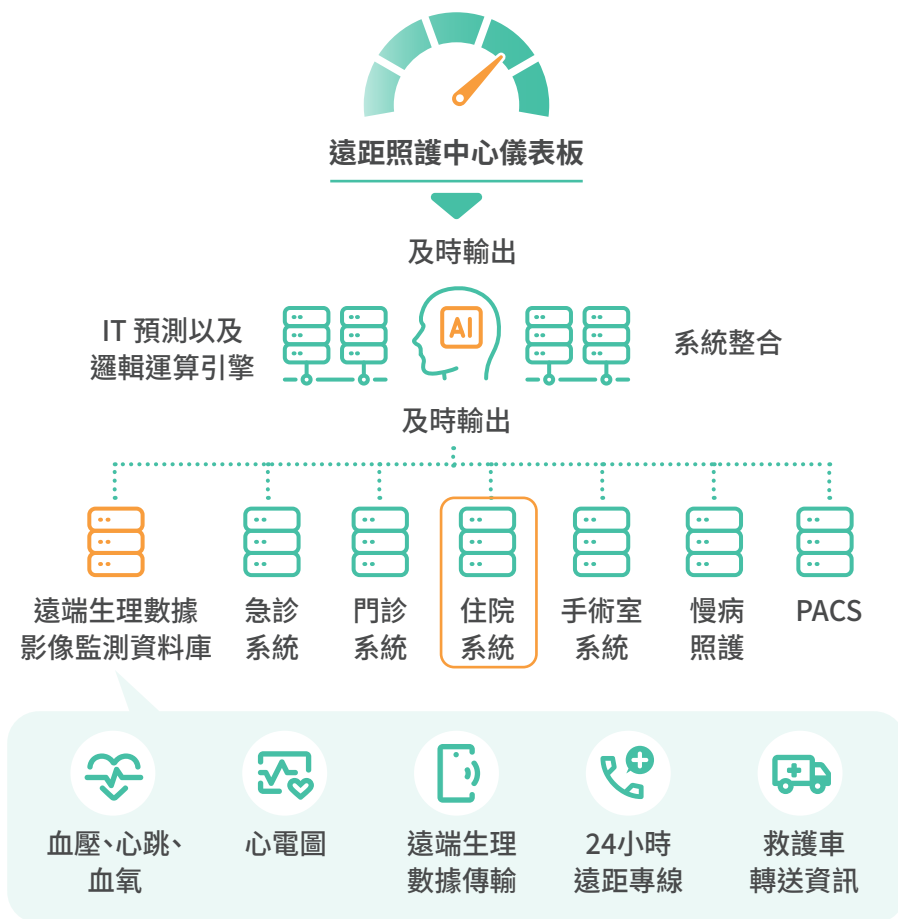 遠距照護中心儀表板
及時輸出
IT 預測以及
邏輯運算引擎
AI
系統整合
及時輸出
遠端生理數據
影像監測資料庫
急診
系統
門診
系統
住院
系統
手術室
系統
慢病
照護
PACS
血壓、心跳、
血氧
心電圖
遠端生理
數據傳輸
24小時
遠距專線
救護車
轉送資訊